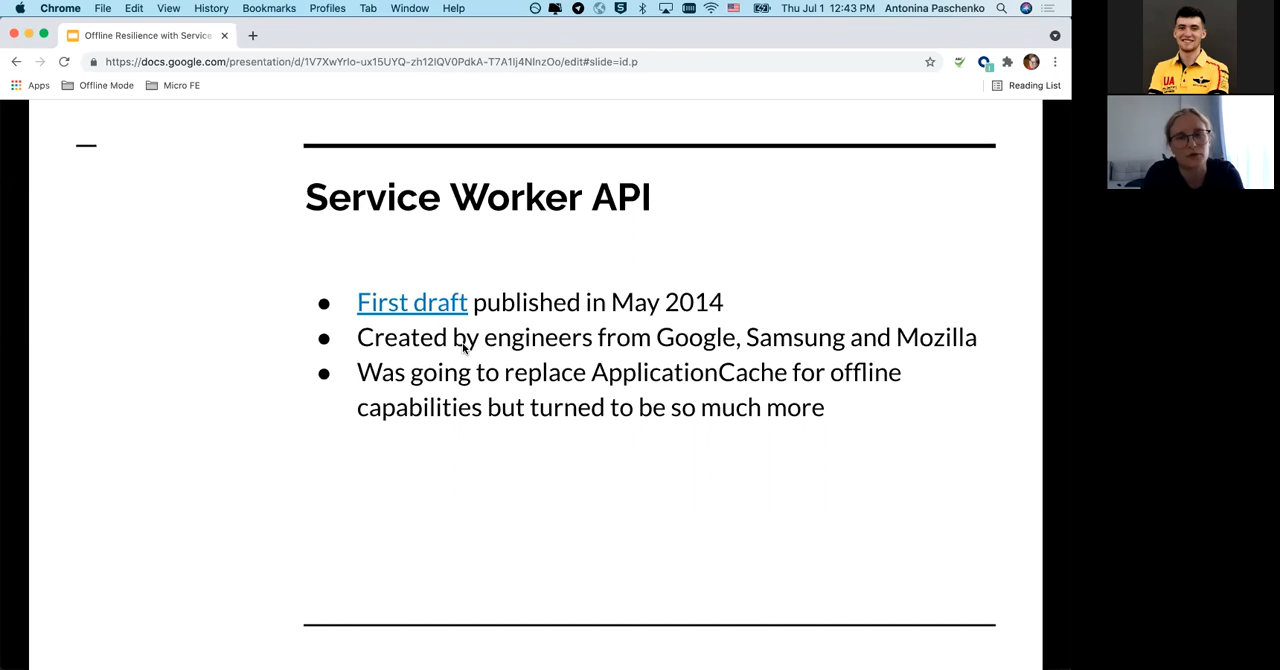 Chrome File Edit View History Bookmarks Profiles Tab Window Help Thu Jul 1 12:43 PM Antonina Paschenko
Offline Resilience with Service
https://docs.google.com/presentation/d/1V7XwYrIo-ux15UYQ-zh12IQV0PdkA-T7A1Ij4NInzOo/edit#slide=id.p
Apps Offline Mode Micro FE Reading List
Service Worker API
● First draft published in May 2014
● Created by engineers from Google, Samsung and Mozilla
● Was going to replace ApplicationCache for offline
capabilities but turned to be so much more
UA